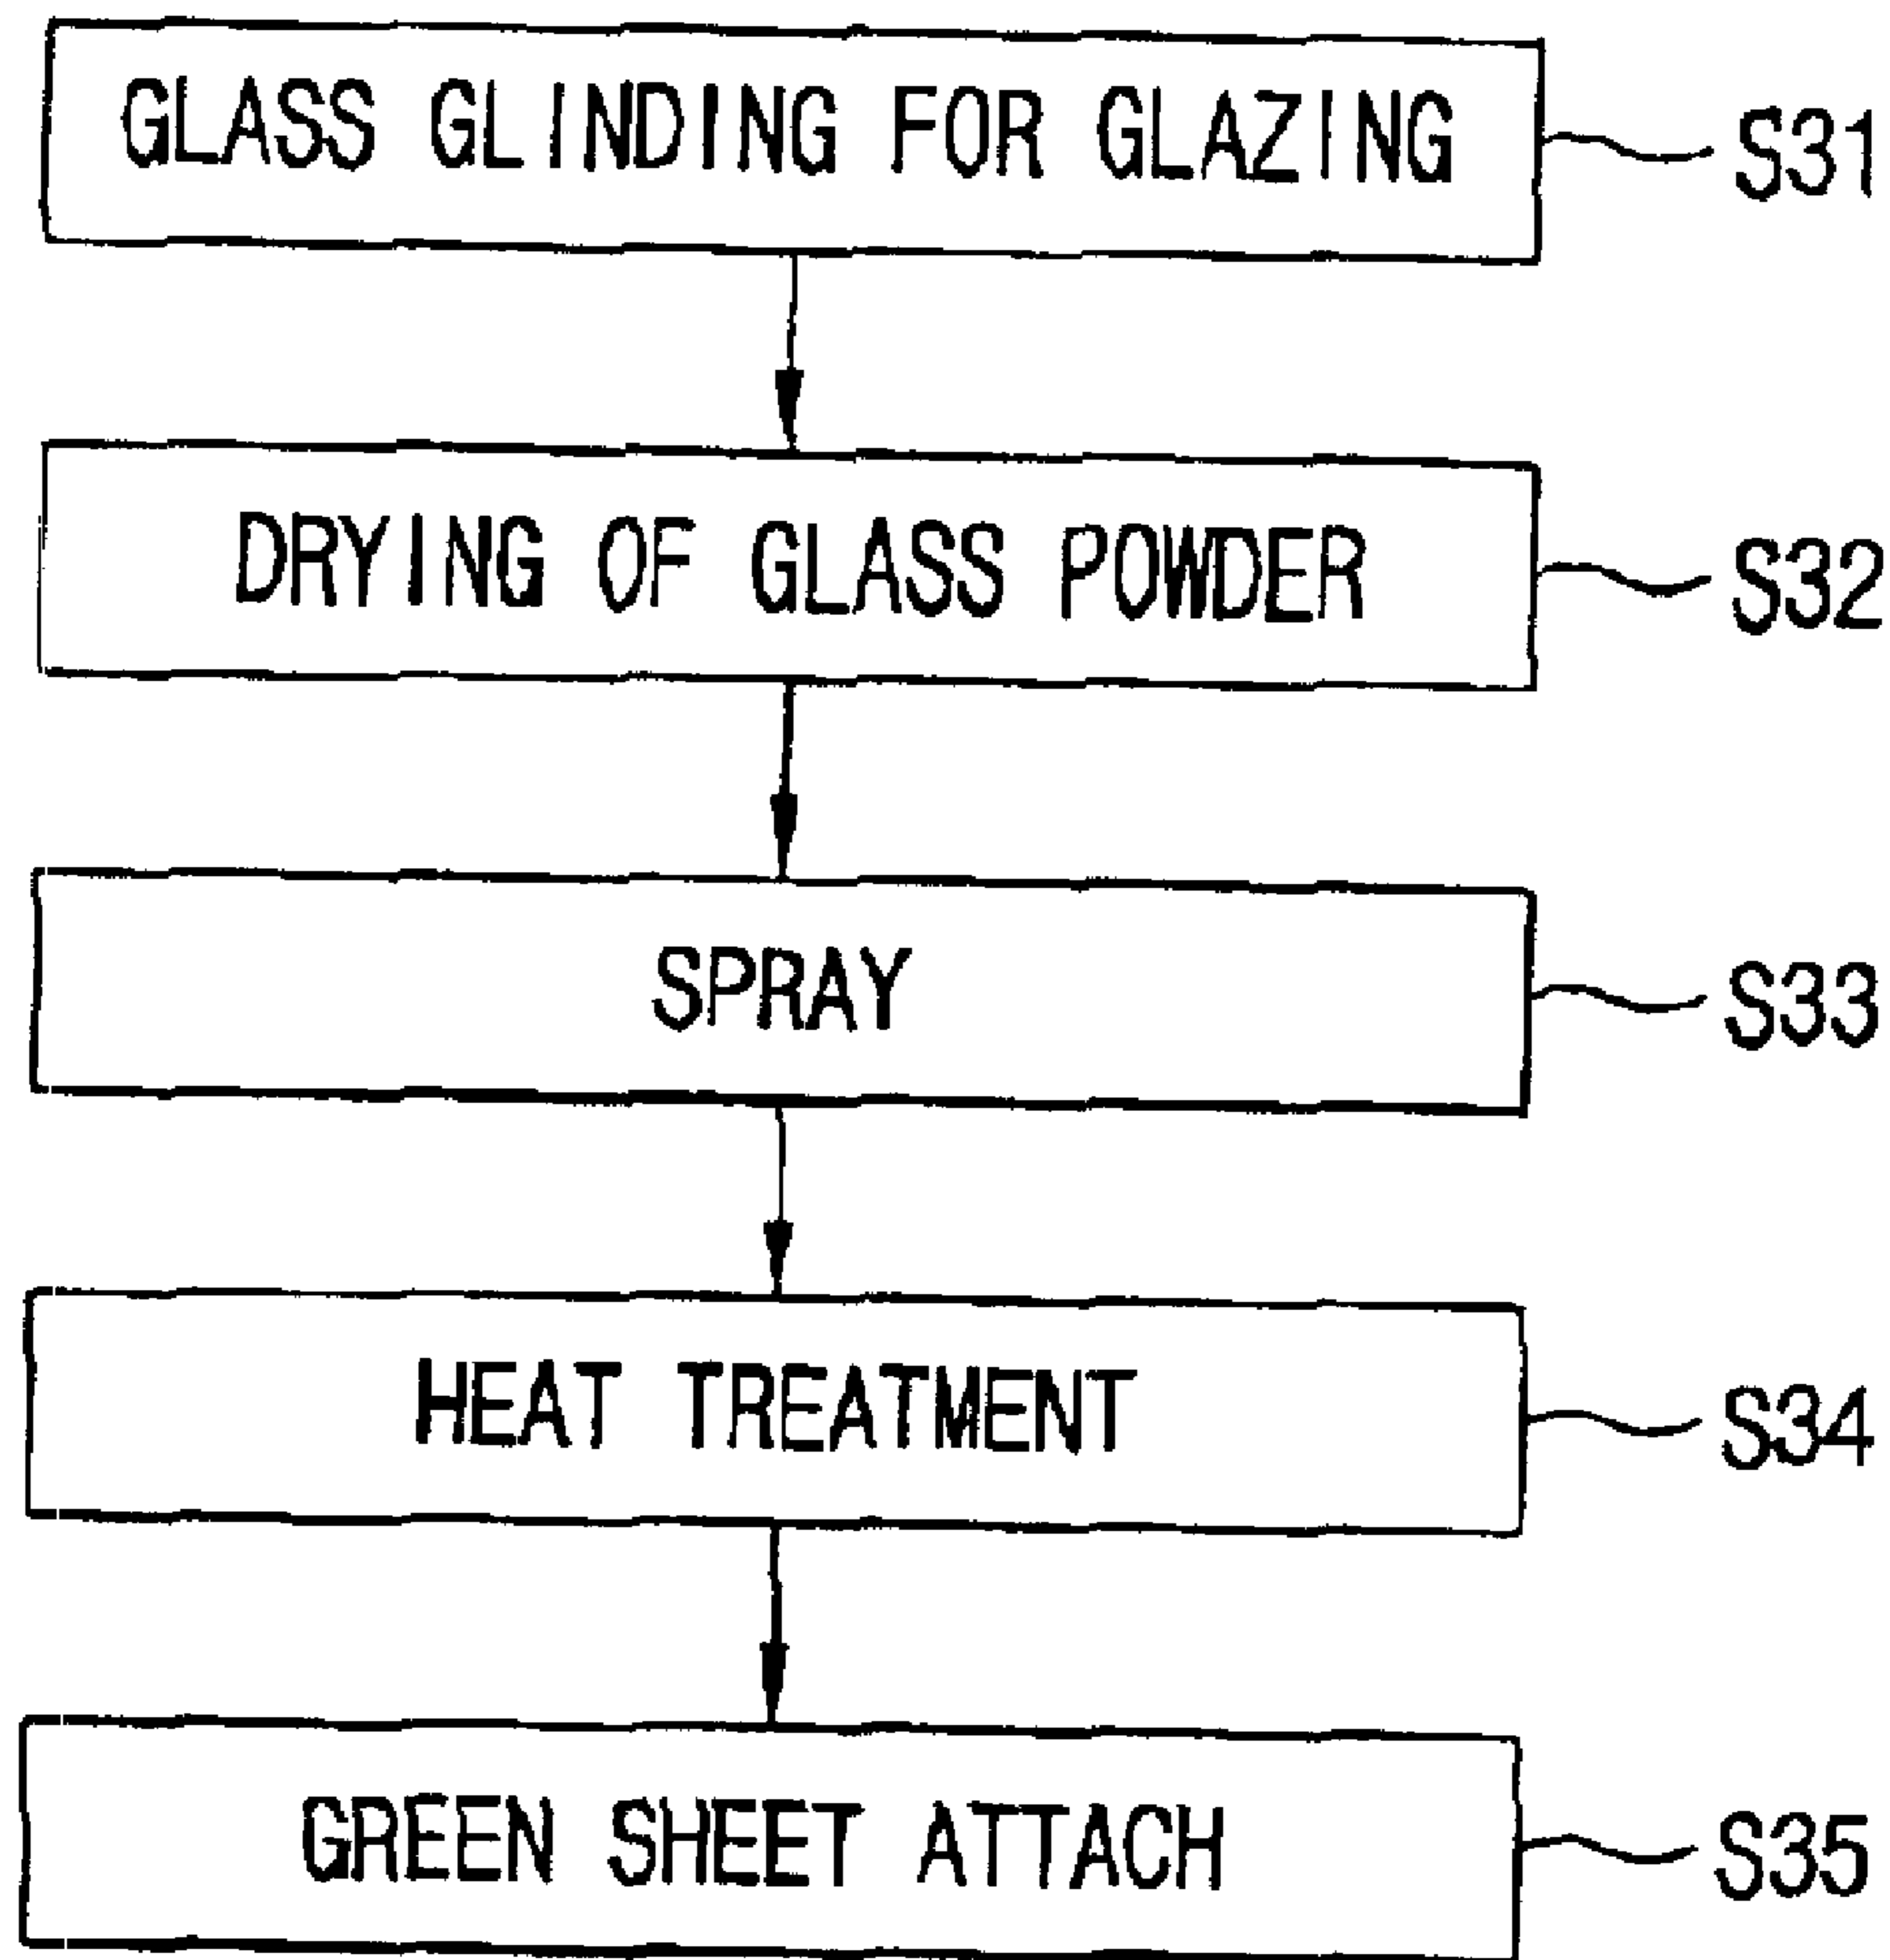 GLASS GLINDING FOR GLAZING S31
DRYING OF GLASS POWDER S32
SPRAY S33
HEAT TREATMENT S34
GREEN SHEET ATTACH S35